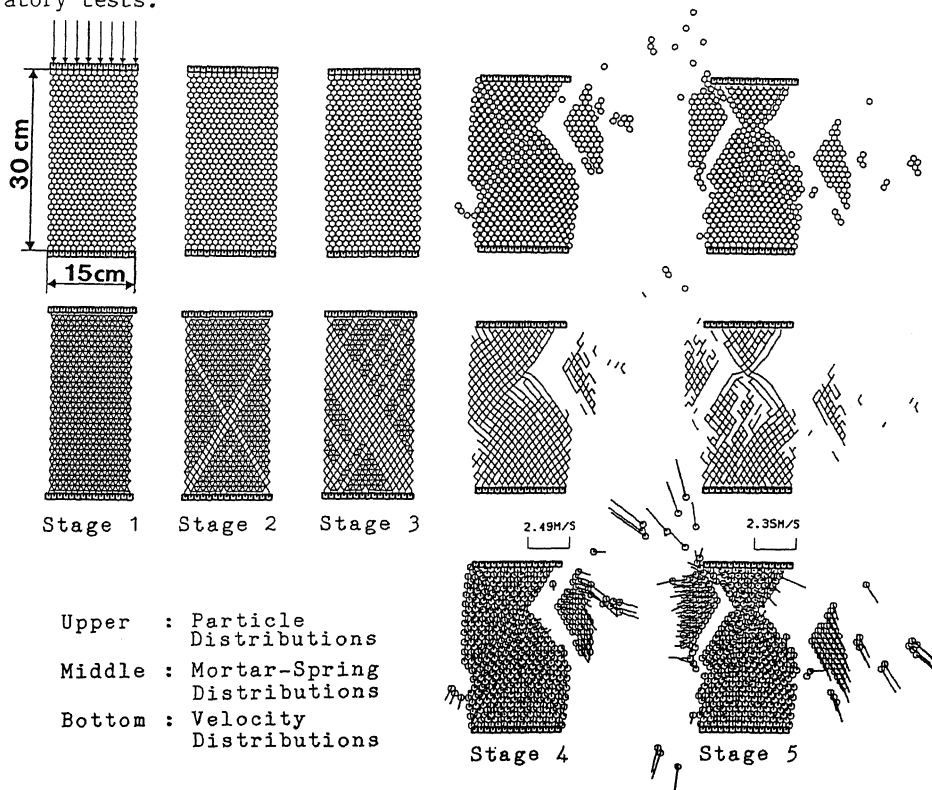 atory tests.
30 cm
15cm
Stage 1
Stage 2
Stage 3
2.49M/S
2.35M/S
Upper : Particle
Distributions
Middle : Mortar-Spring
Distributions
Bottom : Velocity
Distributions
Stage 4
Stage 5